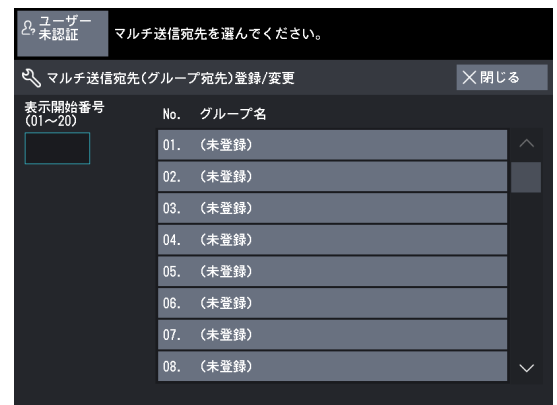 ユーザー
未認証
マルチ送信宛先を選んでください。
マルチ送信宛先(グループ宛先)登録/変更
閉じる
表示開始番号
(01～20)
No. グループ名
01. (未登録)
02. (未登録)
03. (未登録)
04. (未登録)
05. (未登録)
06. (未登録)
07. (未登録)
08. (未登録)